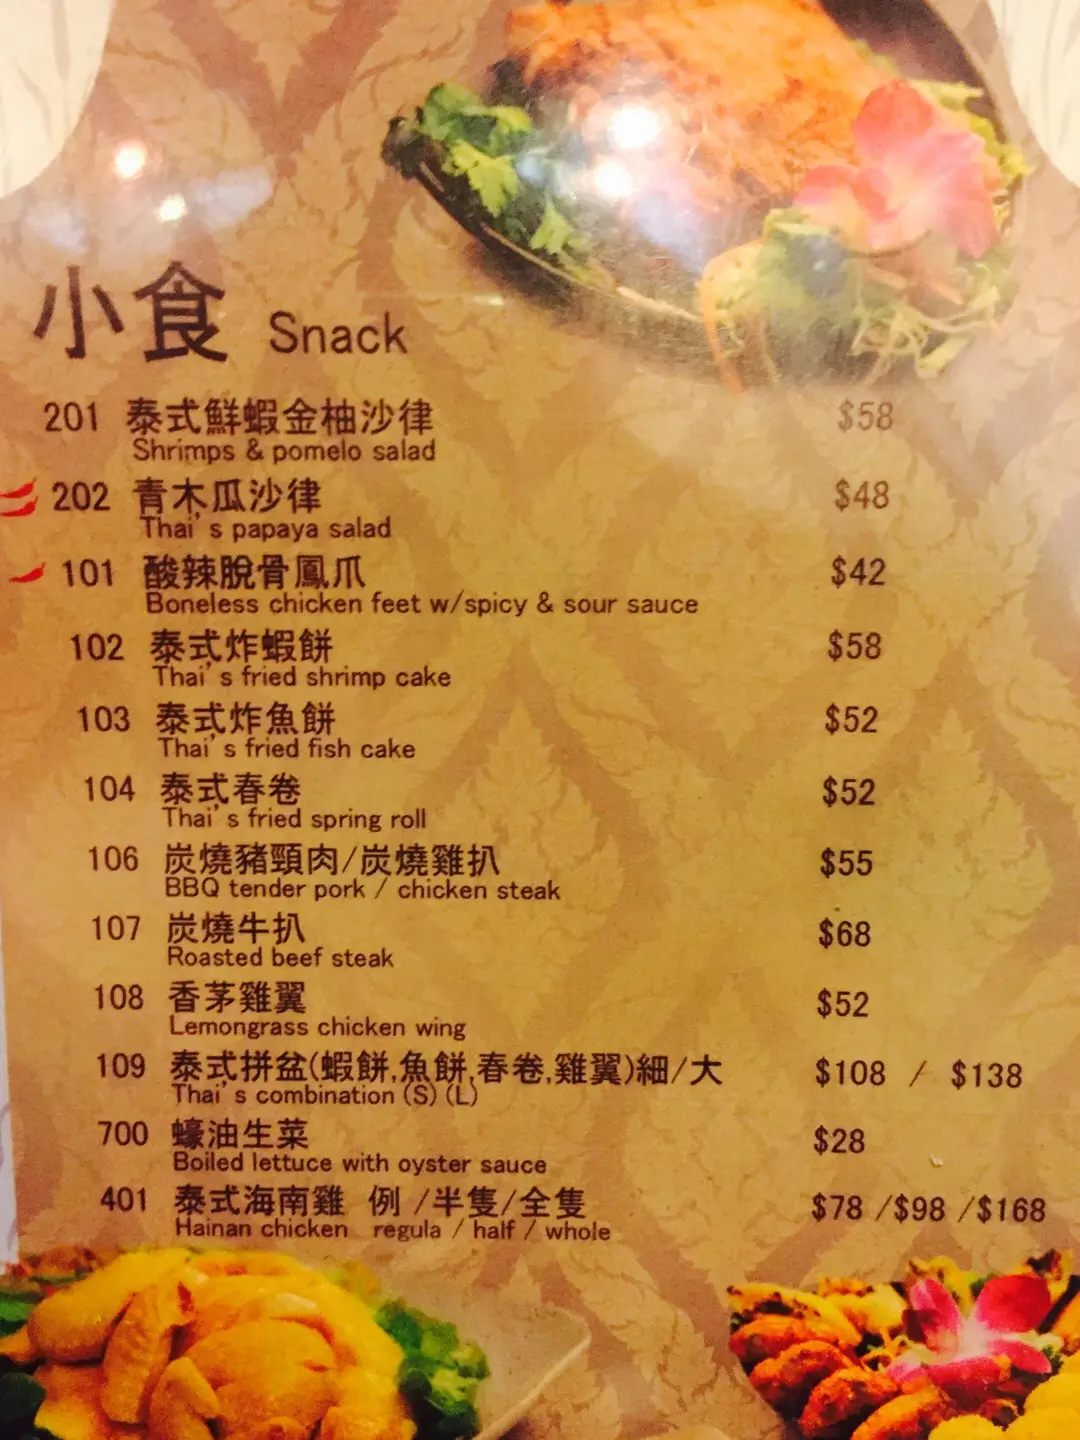 小食 Snack
201 泰式鮮蝦金柚沙律 $58
Shrimps & pomelo salad
202 青木瓜沙律 $48
Thai's papaya salad
101 酸辣脫骨鳳爪 $42
Boneless chicken feet w/spicy & sour sauce
102 泰式炸蝦餅 $58
Thai's fried shrimp cake
103 泰式炸魚餅 $52
Thai's fried fish cake
104 泰式春卷 $52
Thai's fried spring roll
106 炭燒豬頸肉/炭燒雞扒 $55
BBQ tender pork / chicken steak
107 炭燒牛扒 $68
Roasted beef steak
108 香茅雞翼 $52
Lemongrass chicken wing
109 泰式拼盆(蝦餅,魚餅,春卷,雞翼)細/大 $108 / $138
Thai's combination (S) (L)
700 蠔油生菜 $28
Boiled lettuce with oyster sauce
401 泰式海南雞 例 /半隻/全隻 $78 /$98 /$168
Hainan chicken regula / half / whole